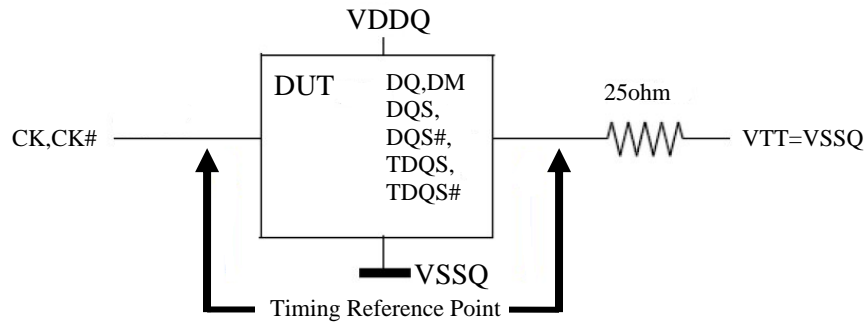 VDDQ
DUT
DQ,DM
DQS,
DQS#,
TDQS,
TDQS#
25ohm
CK,CK#
VTT=VSSQ
VSSQ
Timing Reference Point